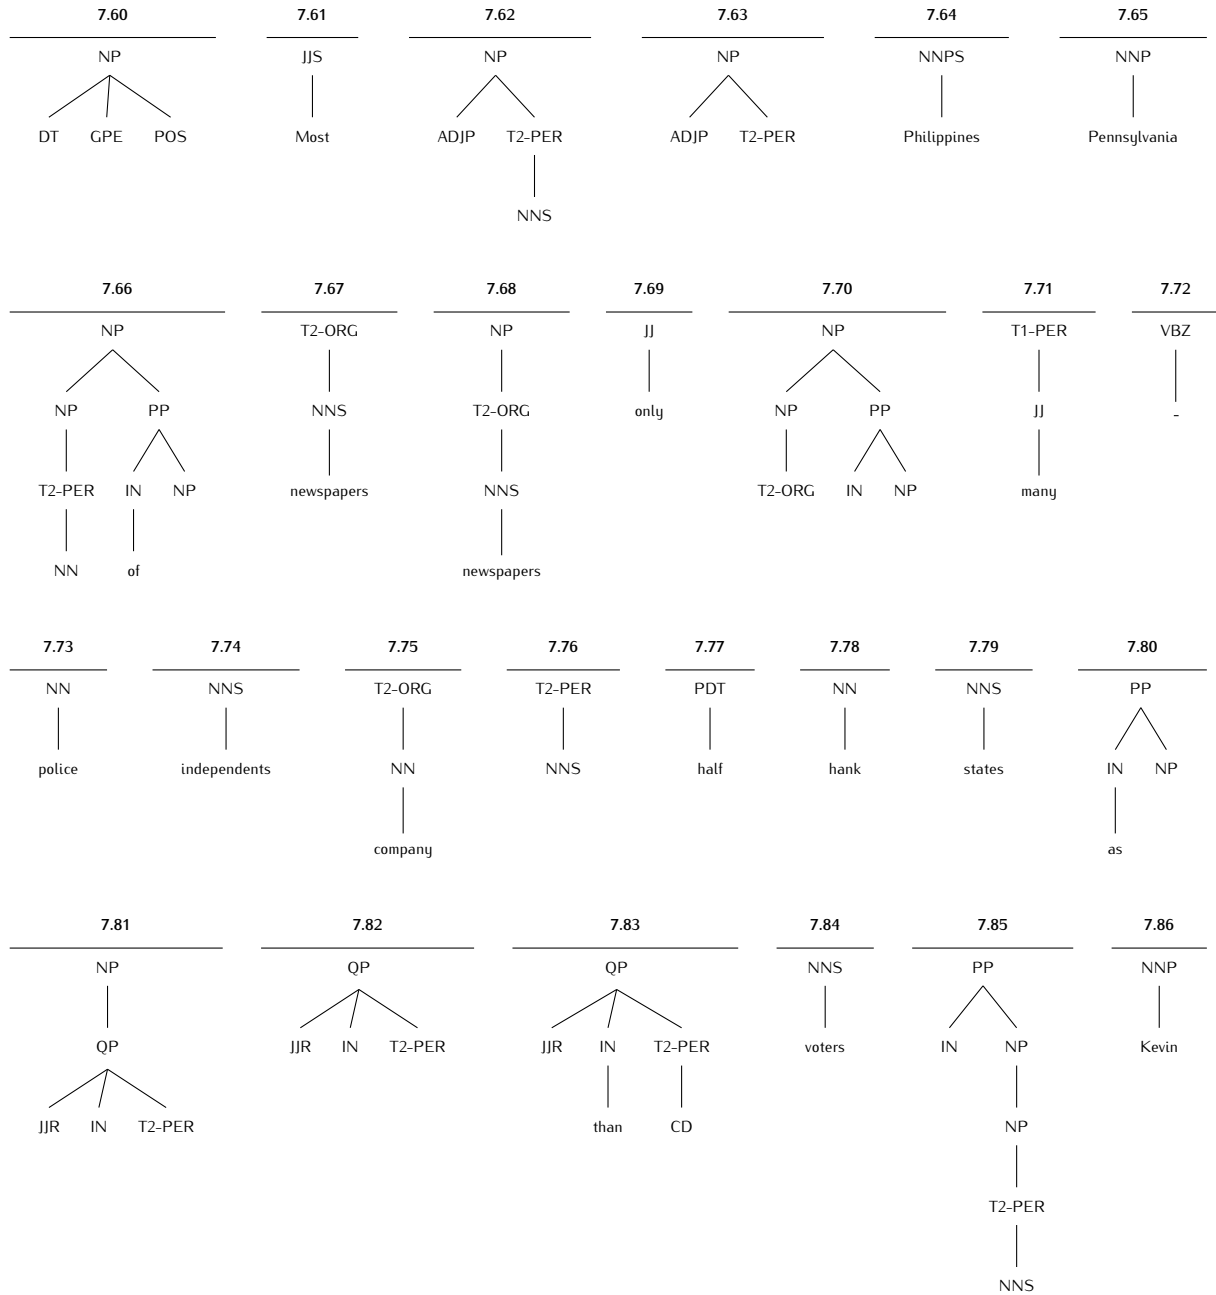 7.60 7.61 7.62 7.63 7.64 7.65
NP JJS NP NP NNPS NNP
DT GPE POS Most ADJP T2-PER ADJP T2-PER Philippines Pennsylvania
NNS
7.66 7.67 7.68 7.69 7.70 7.71 7.72
NP T2-ORG NP JJ NP T1-PER VBZ
NP PP NNS T2-ORG only NP PP JJ -
T2-PER IN NP newspapers NNS T2-ORG IN NP many
NN of newspapers
7.73 7.74 7.75 7.76 7.77 7.78 7.79 7.80
NN NNS T2-ORG T2-PER PDT NN NNS PP
police independents NN NNS half hank states IN NP
company as
7.81 7.82 7.83 7.84 7.85 7.86
NP QP QP NNS PP NNP
QP JJR IN T2-PER JJR IN T2-PER voters IN NP Kevin
JJR IN T2-PER than CD NP
T2-PER
NNS